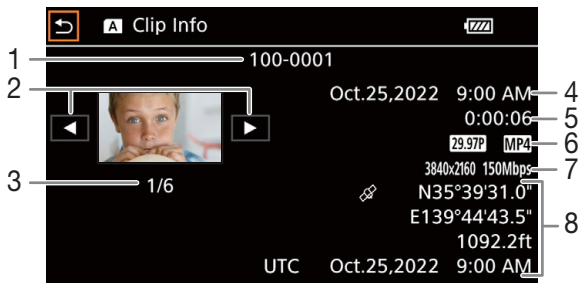 A Clip Info
1 100-0001
2
Oct.25,2022 9:00 AM 4
0:00:06 5
29.97P MP4 6
3840x2160 150Mbps 7
3 1/6
N35°39'31.0"
E139°44'43.5" 8
1092.2ft
UTC Oct.25,2022 9:00 AM